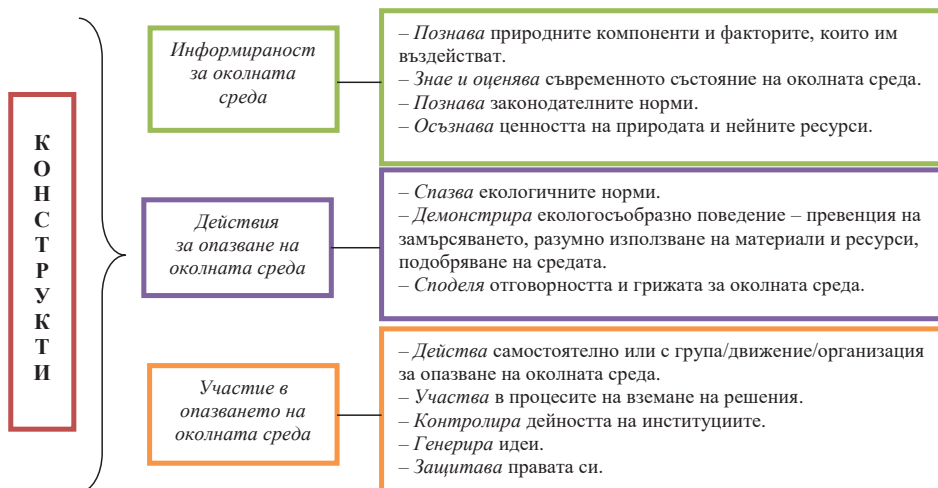 КОНСТРУКТИ
Информираност
за околната
среда
– Познава природните компоненти и факторите, които им
въздействат.
– Знае и оценява съвременното състояние на околната среда.
– Познава законодателните норми.
– Осъзнава ценността на природата и нейните ресурси.
Действия
за опазване на
околната среда
– Спазва екологичните норми.
– Демонстрира екологосъобразно поведение – превенция на
замърсяването, разумно използване на материали и ресурси,
подобряване на средата.
– Споделя отговорността и грижата за околната среда.
Участие в
опазването на
околната среда
– Действа самостоятелно или с група/движение/организация
за опазване на околната среда.
– Участва в процесите на вземане на решения.
– Контролира дейността на институциите.
– Генерира идеи.
– Защитава правата си.